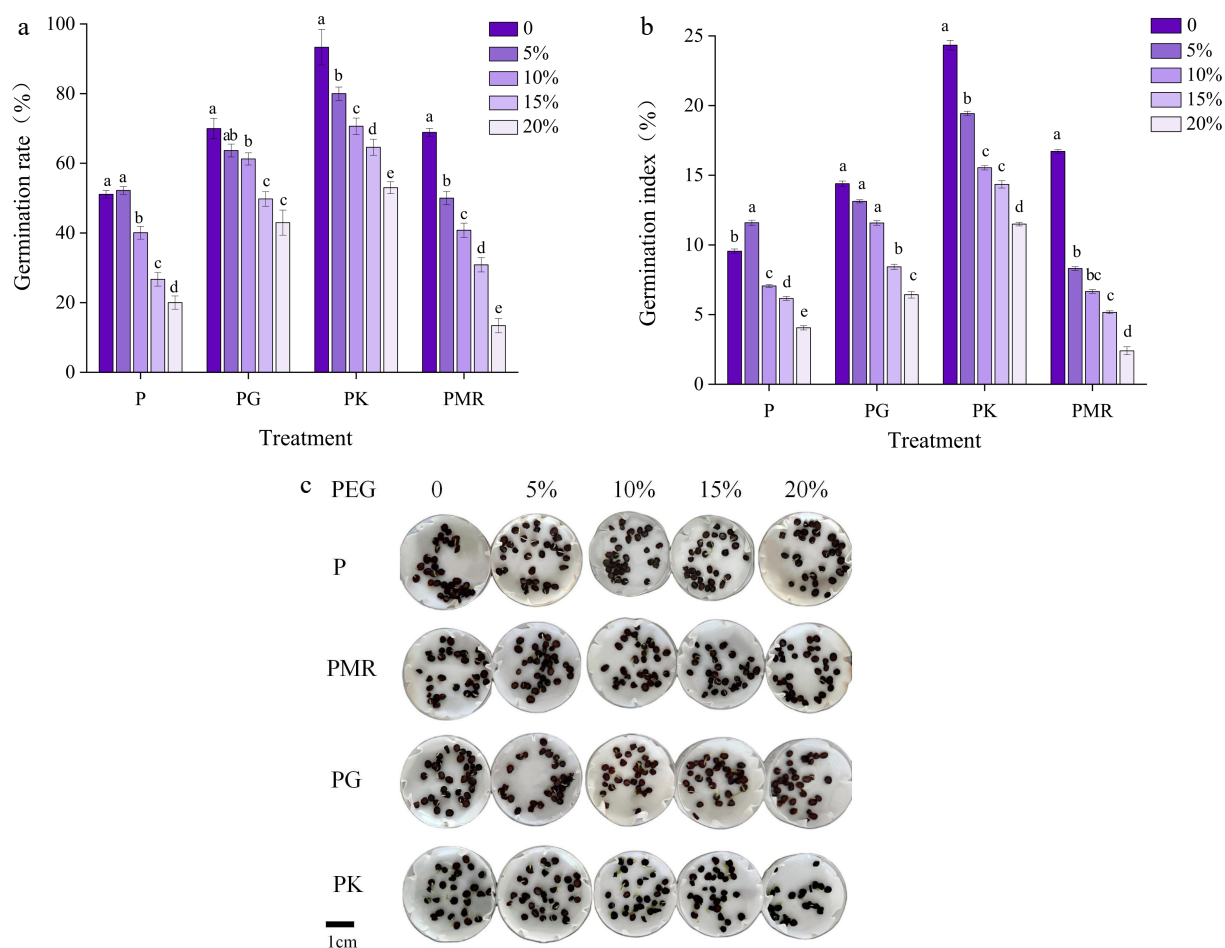 a
Germination rate（%）
100
80
60
40
20
0
a a b c d
a ab b c c
a b c d e
a b c d e
P PG PK PMR
Treatment
0
5%
10%
15%
20%
b
Germination index（%）
25
20
15
10
5
0
b a c d e
a a a b c
a b c c d
a b bc c d
P PG PK PMR
Treatment
0
5%
10%
15%
20%
c PEG 0 5% 10% 15% 20%
P
PMR
PG
PK
1cm